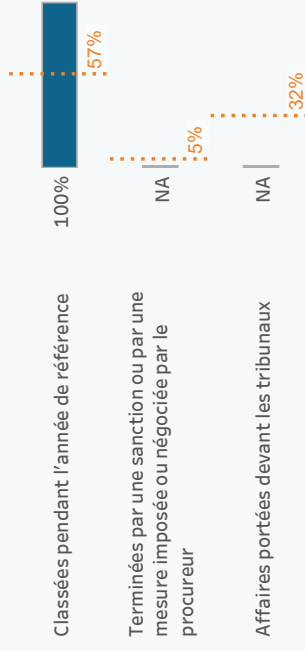 Classées pendant l’année de référence
100%
57%
Terminées par une sanction ou par une
mesure imposée ou négociée par le
procureur
NA
5%
Affaires portées devant les tribunaux
NA
32%